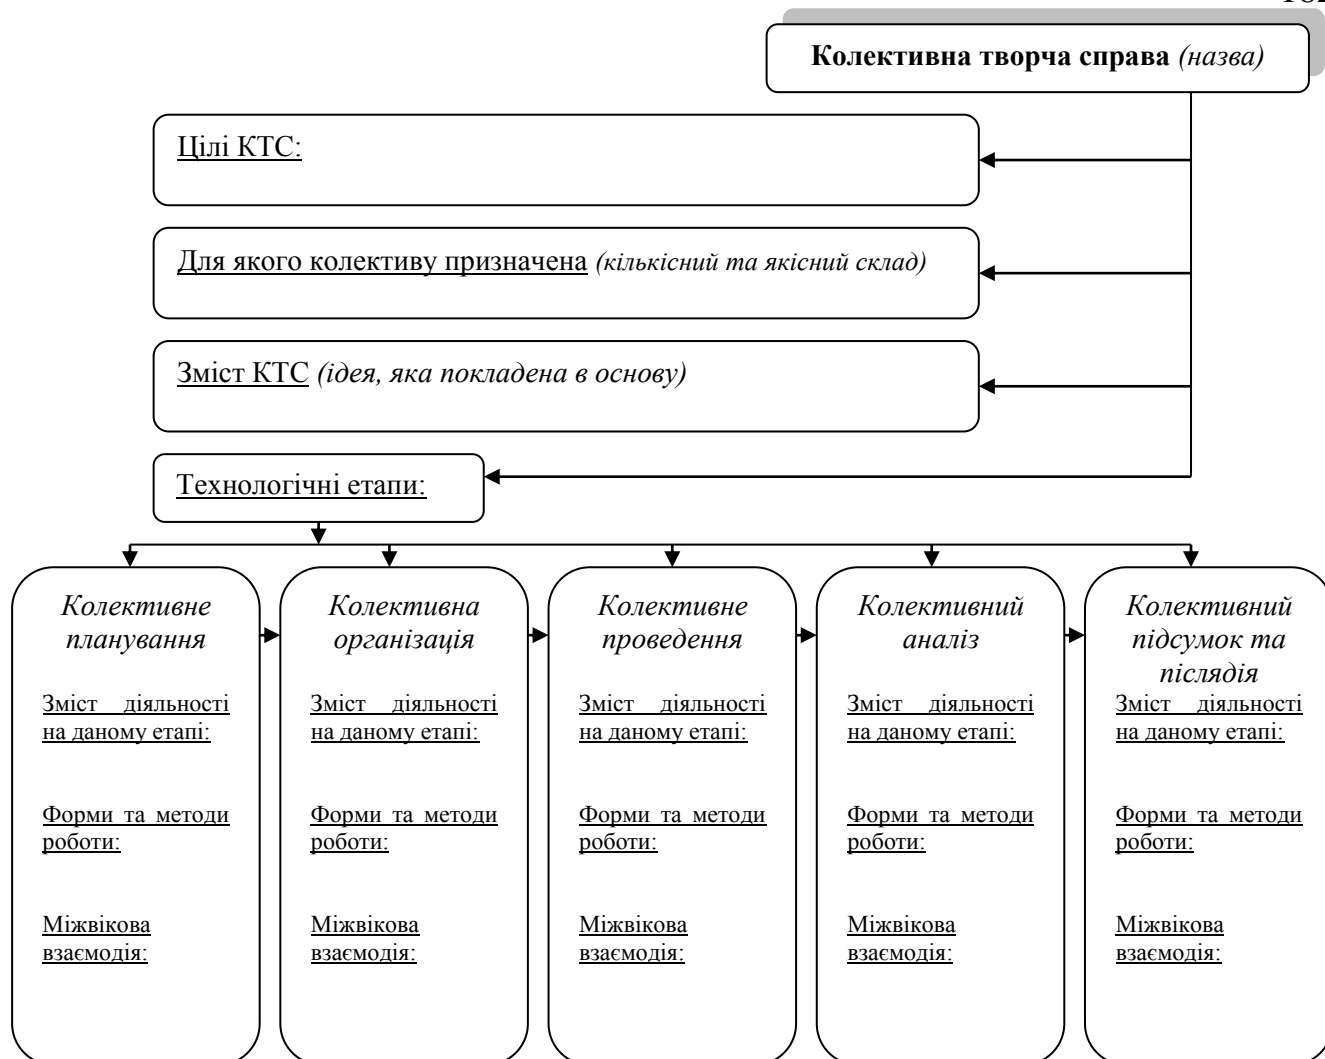 Колективна творча справа (назва)
Цілі КТС:
Для якого колективу призначена (кількісний та якісний склад)
Зміст КТС (ідея, яка покладена в основу)
Технологічні етапи:
Колективне
планування
Зміст діяльності
на даному етапі:
Форми та методи
роботи:
Міжвікова
взаємодія:
Колективна
організація
Зміст діяльності
на даному етапі:
Форми та методи
роботи:
Міжвікова
взаємодія:
Колективне
проведення
Зміст діяльності
на даному етапі:
Форми та методи
роботи:
Міжвікова
взаємодія:
Колективний
аналіз
Зміст діяльності
на даному етапі:
Форми та методи
роботи:
Міжвікова
взаємодія:
Колективний
підсумок та
післядія
Зміст діяльності
на даному етапі:
Форми та методи
роботи:
Міжвікова
взаємодія: